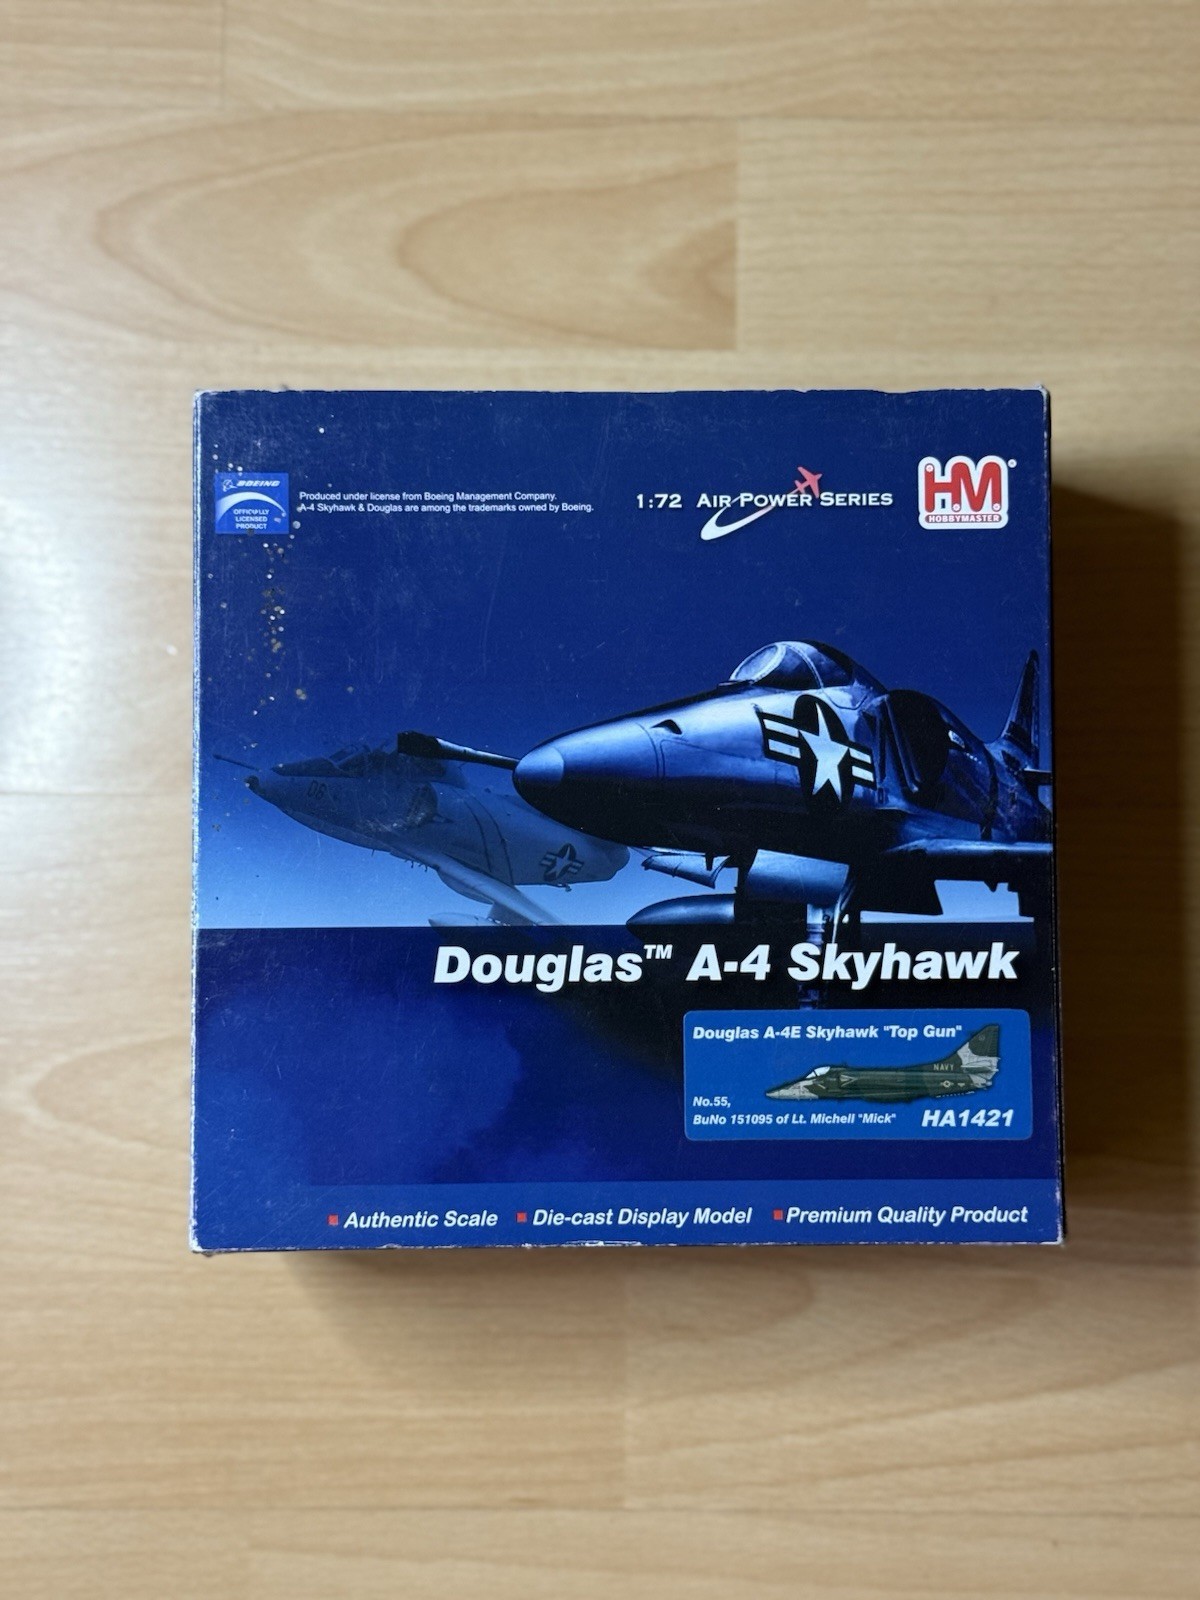 BOEING
OFFICIALLY
LICENSED
PRODUCT
Produced under license from Boeing Management Company.
A-4 Skyhawk & Douglas are among the trademarks owned by Boeing.
1:72 AIR POWER SERIES
HM®
HOBBYMASTER
06
Douglas™ A-4 Skyhawk
Douglas A-4E Skyhawk "Top Gun"
NAVY
No.55,
BuNo 151095 of Lt. Michell "Mick"
HA1421
Authentic Scale
Die-cast Display Model
Premium Quality Product